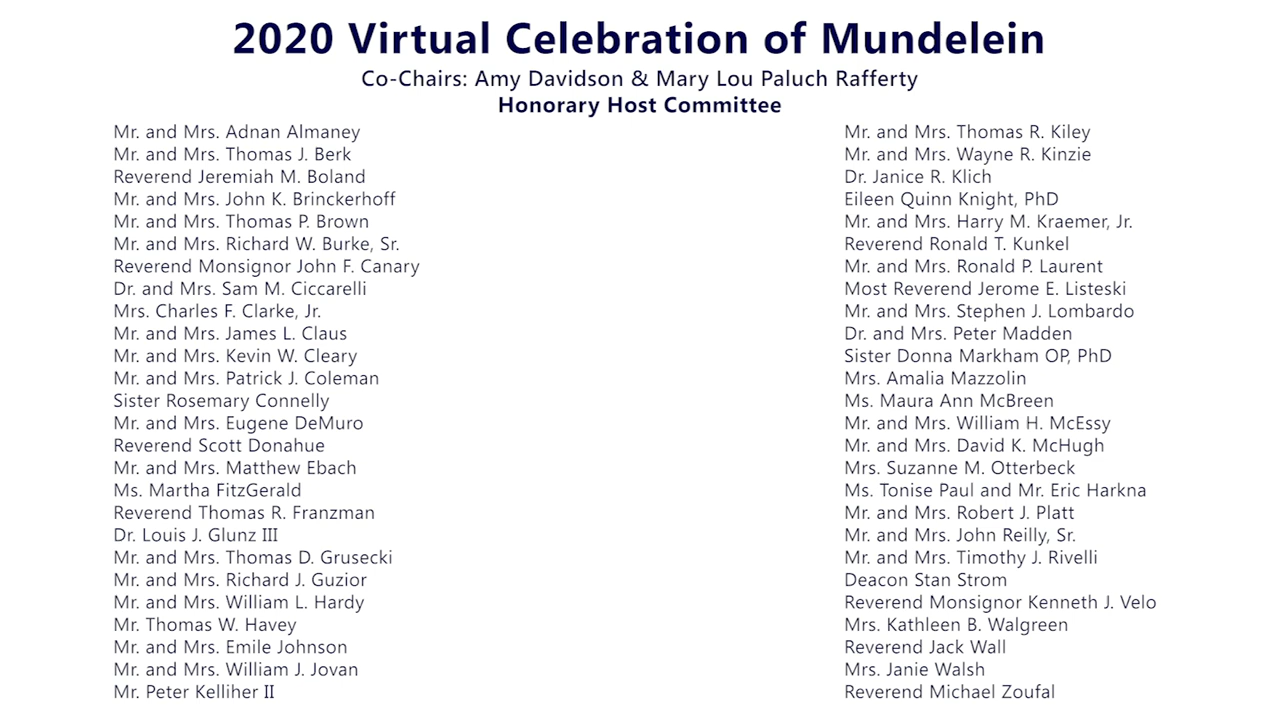 2020 Virtual Celebration of Mundelein
Co-Chairs: Amy Davidson & Mary Lou Paluch Rafferty
Honorary Host Committee
Mr. and Mrs. Adnan Almaney
Mr. and Mrs. Thomas J. Berk
Reverend Jeremiah M. Boland
Mr. and Mrs. John K. Brinckerhoff
Mr. and Mrs. Thomas P. Brown
Mr. and Mrs. Richard W. Burke, Sr.
Reverend Monsignor John F. Canary
Dr. and Mrs. Sam M. Ciccarelli
Mrs. Charles F. Clarke, Jr.
Mr. and Mrs. James L. Claus
Mr. and Mrs. Kevin W. Cleary
Mr. and Mrs. Patrick J. Coleman
Sister Rosemary Connelly
Mr. and Mrs. Eugene DeMuro
Reverend Scott Donahue
Mr. and Mrs. Matthew Ebach
Ms. Martha FitzGerald
Reverend Thomas R. Franzman
Dr. Louis J. Glunz III
Mr. and Mrs. Thomas D. Grusecki
Mr. and Mrs. Richard J. Guzior
Mr. and Mrs. William L. Hardy
Mr. Thomas W. Havey
Mr. and Mrs. Emile Johnson
Mr. and Mrs. William J. Jovan
Mr. Peter Kelliher II
Mr. and Mrs. Thomas R. Kiley
Mr. and Mrs. Wayne R. Kinzie
Dr. Janice R. Klich
Eileen Quinn Knight, PhD
Mr. and Mrs. Harry M. Kraemer, Jr.
Reverend Ronald T. Kunkel
Mr. and Mrs. Ronald P. Laurent
Most Reverend Jerome E. Listeski
Mr. and Mrs. Stephen J. Lombardo
Dr. and Mrs. Peter Madden
Sister Donna Markham OP, PhD
Mrs. Amalia Mazzolin
Ms. Maura Ann McBreen
Mr. and Mrs. William H. McEssy
Mr. and Mrs. David K. McHugh
Mrs. Suzanne M. Otterbeck
Ms. Tonise Paul and Mr. Eric Harkna
Mr. and Mrs. Robert J. Platt
Mr. and Mrs. John Reilly, Sr.
Mr. and Mrs. Timothy J. Rivelli
Deacon Stan Strom
Reverend Monsignor Kenneth J. Velo
Mrs. Kathleen B. Walgreen
Reverend Jack Wall
Mrs. Janie Walsh
Reverend Michael Zoufal